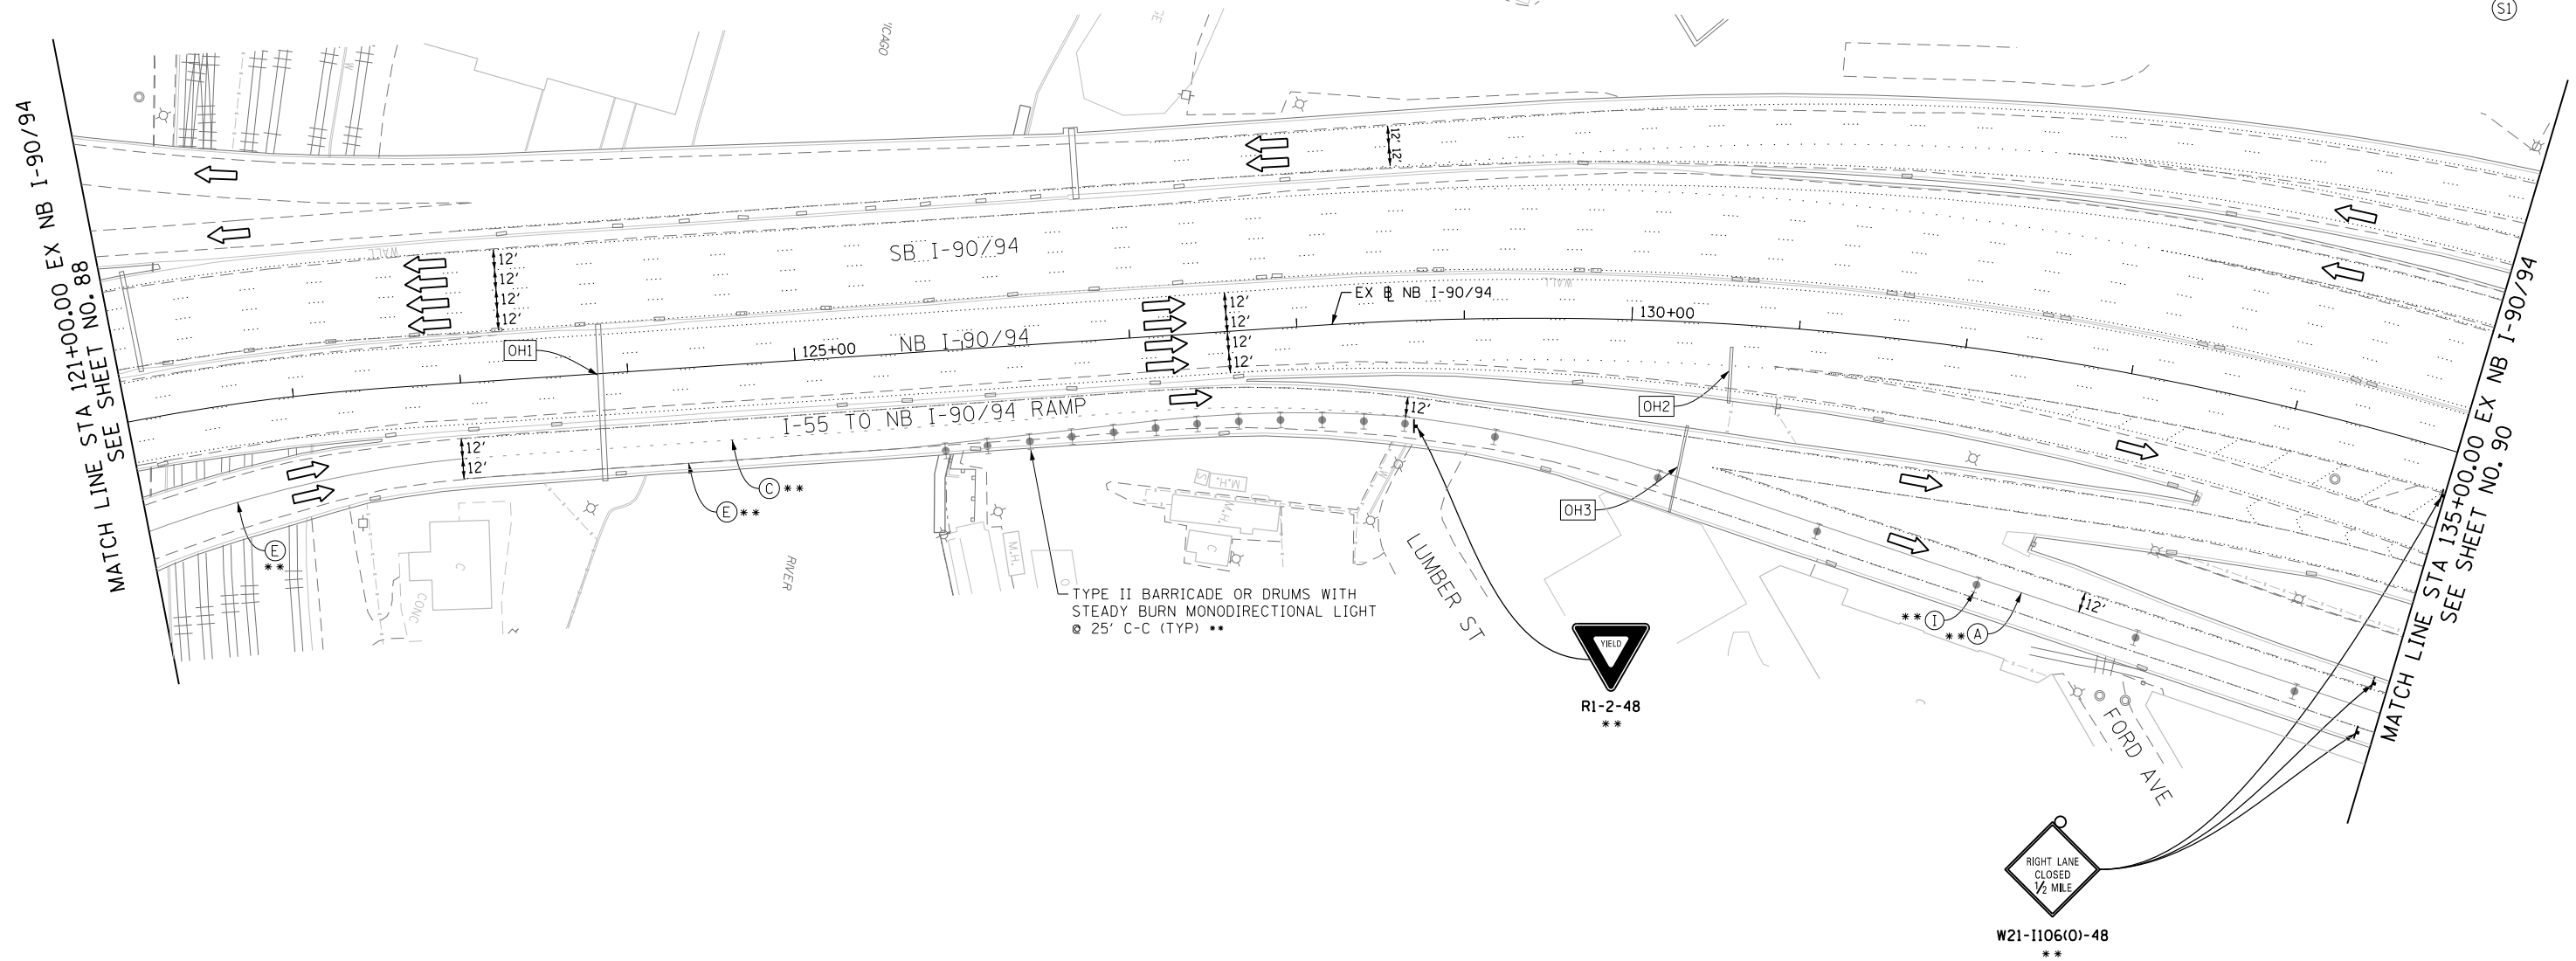 S1
MATCH LINE STA 121+00.00 EX NB I-90/94
SEE SHEET NO. 88
12'
12'
SB I-90/94
WALL
12'
12'
12'
12'
WALL
EX B NB I-90/94
130+00
12'
12'
12'
12'
OH1
125+00
NB I-90/94
OH2
I-55 TO NB I-90/94 RAMP
12'
12'
12'
C **
E **
E
**
OH3
M.H.
M.H.
M.H.
C
C
CONC
RIVER
LUMBER ST
TYPE II BARRICADE OR DRUMS WITH
STEADY BURN MONODIRECTIONAL LIGHT
@ 25' C-C (TYP) **
YIELD
R1-2-48
**
** I
** A
12'
FORD AVE
RIGHT LANE
CLOSED
1/2 MILE
W21-I106(O)-48
**
MATCH LINE STA 135+00.00 EX NB I-90/94
SEE SHEET NO. 90